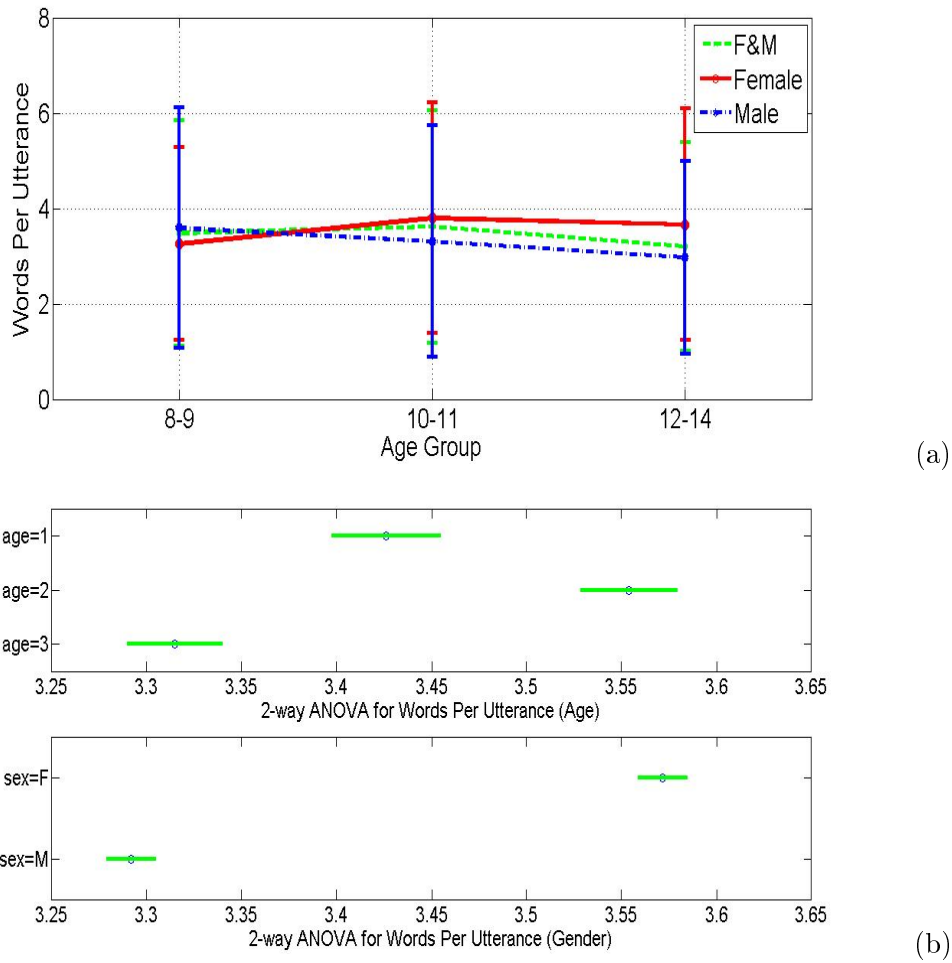 8
6
4
2
0
Words Per Utterance
F&M
Female
Male
8-9 10-11 12-14
Age Group
(a)
age=1
age=2
age=3
3.25 3.3 3.35 3.4 3.45 3.5 3.55 3.6 3.65
2-way ANOVA for Words Per Utterance (Age)
sex=F
sex=M
3.25 3.3 3.35 3.4 3.45 3.5 3.55 3.6 3.65
2-way ANOVA for Words Per Utterance (Gender)
(b)